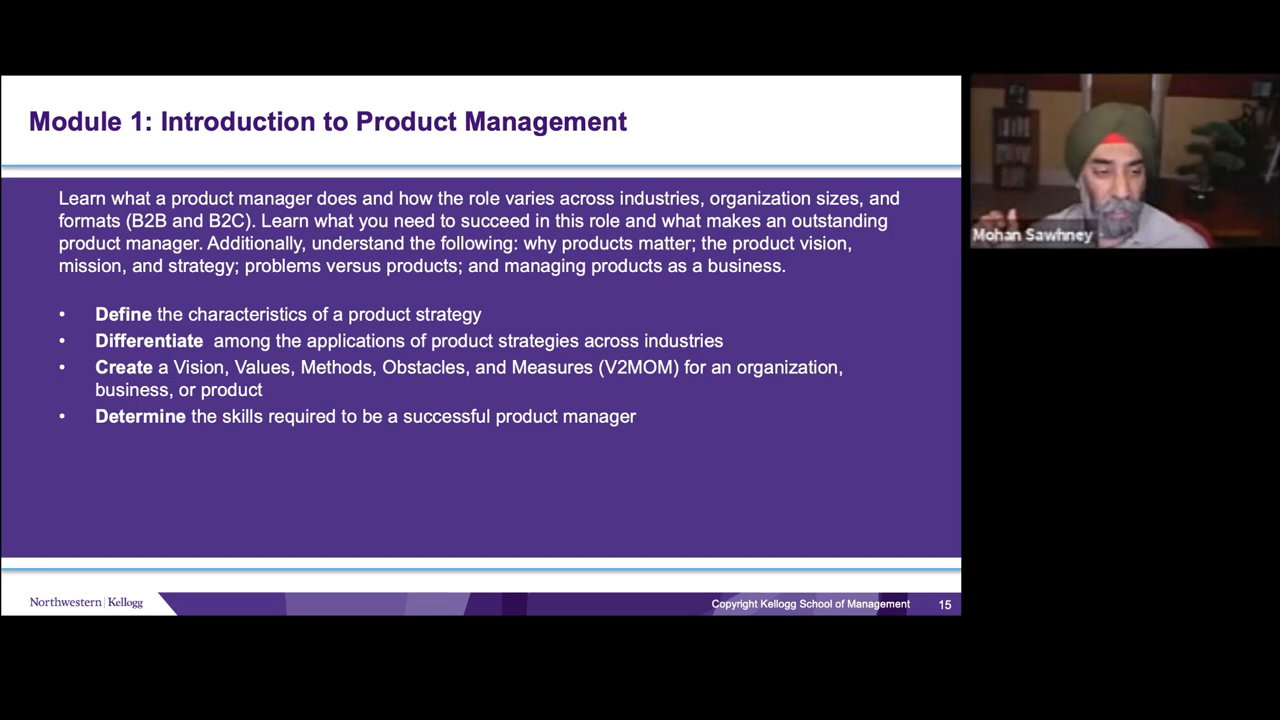 Module 1: Introduction to Product Management
Learn what a product manager does and how the role varies across industries, organization sizes, and
formats (B2B and B2C). Learn what you need to succeed in this role and what makes an outstanding
product manager. Additionally, understand the following: why products matter; the product vision,
mission, and strategy; problems versus products; and managing products as a business.
• Define the characteristics of a product strategy
• Differentiate  among the applications of product strategies across industries
• Create a Vision, Values, Methods, Obstacles, and Measures (V2MOM) for an organization,
business, or product
• Determine the skills required to be a successful product manager
Northwestern | Kellogg
Copyright Kellogg School of Management
15
Mohan Sawhney